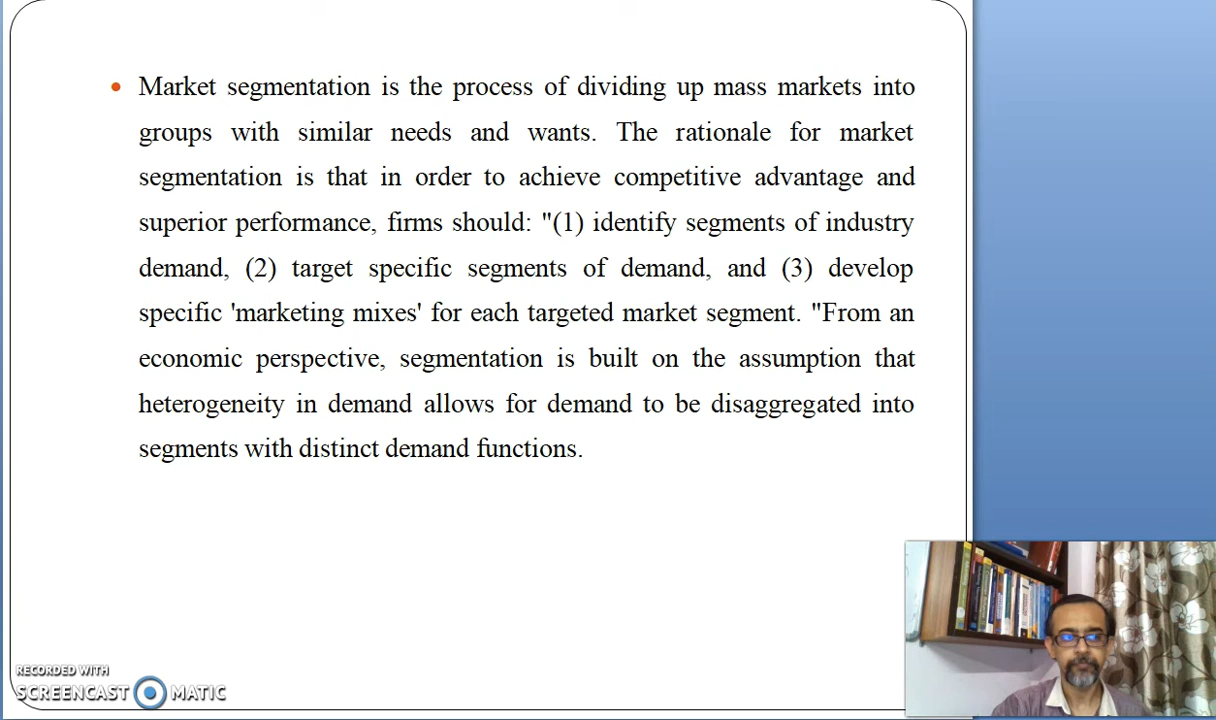 Market segmentation is the process of dividing up mass markets into
groups with similar needs and wants. The rationale for market
segmentation is that in order to achieve competitive advantage and
superior performance, firms should: "(1) identify segments of industry
demand, (2) target specific segments of demand, and (3) develop
specific 'marketing mixes' for each targeted market segment. "From an
economic perspective, segmentation is built on the assumption that
heterogeneity in demand allows for demand to be disaggregated into
segments with distinct demand functions.
RECORDED WITH
SCREENCAST MATIC